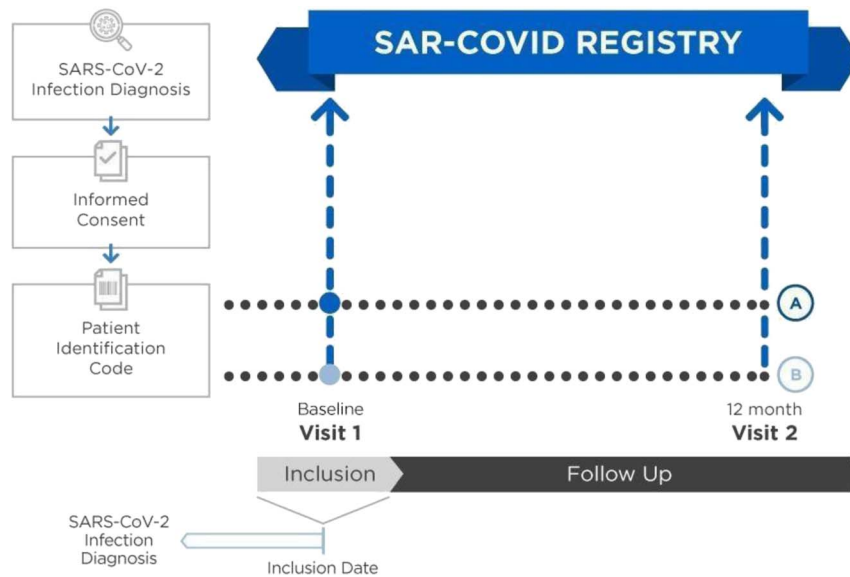 SAR-COVID REGISTRY
SARS-CoV-2
Infection Diagnosis
Informed
Consent
Patient
Identification
Code
A
B
Baseline
Visit 1
12 month
Visit 2
Inclusion
Follow Up
SARS-CoV-2
Infection
Diagnosis
Inclusion Date